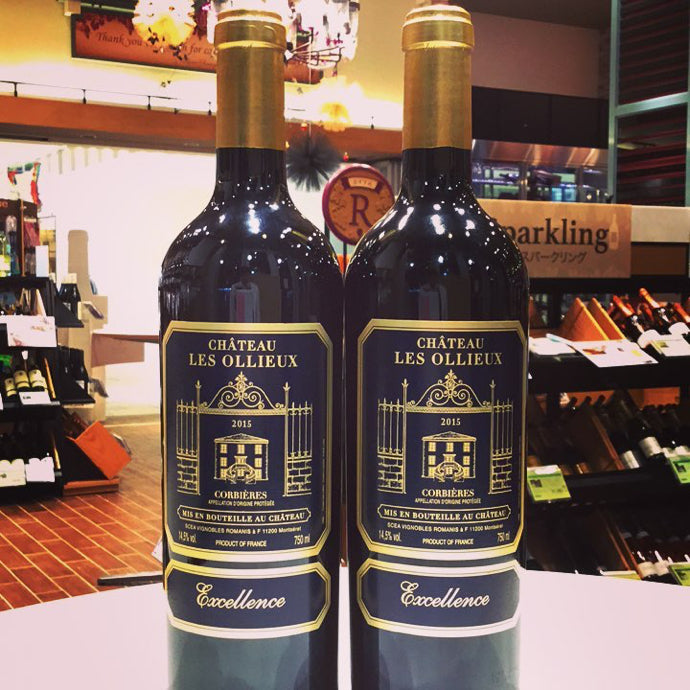 Thank you
CHÂTEAU
LES OLLIEUX
2015
CORBIÈRES
APPELLATION D'ORIGINE PROTÉGÉE
MIS EN BOUTEILLE AU CHÂTEAU
SCEA VIGNOBLES ROMANIS & F 11200 Montséret
14,5% vol.
750 ml
PRODUCT OF FRANCE
Excellence
CHÂTEAU
LES OLLIEUX
2015
CORBIÈRES
APPELLATION D'ORIGINE PROTÉGÉE
MIS EN BOUTEILLE AU CHÂTEAU
SCEA VIGNOBLES ROMANIS & F 11200 Montséret
14,5% vol.
750 ml
PRODUCT OF FRANCE
Excellence
R
Sparkling
スパークリング